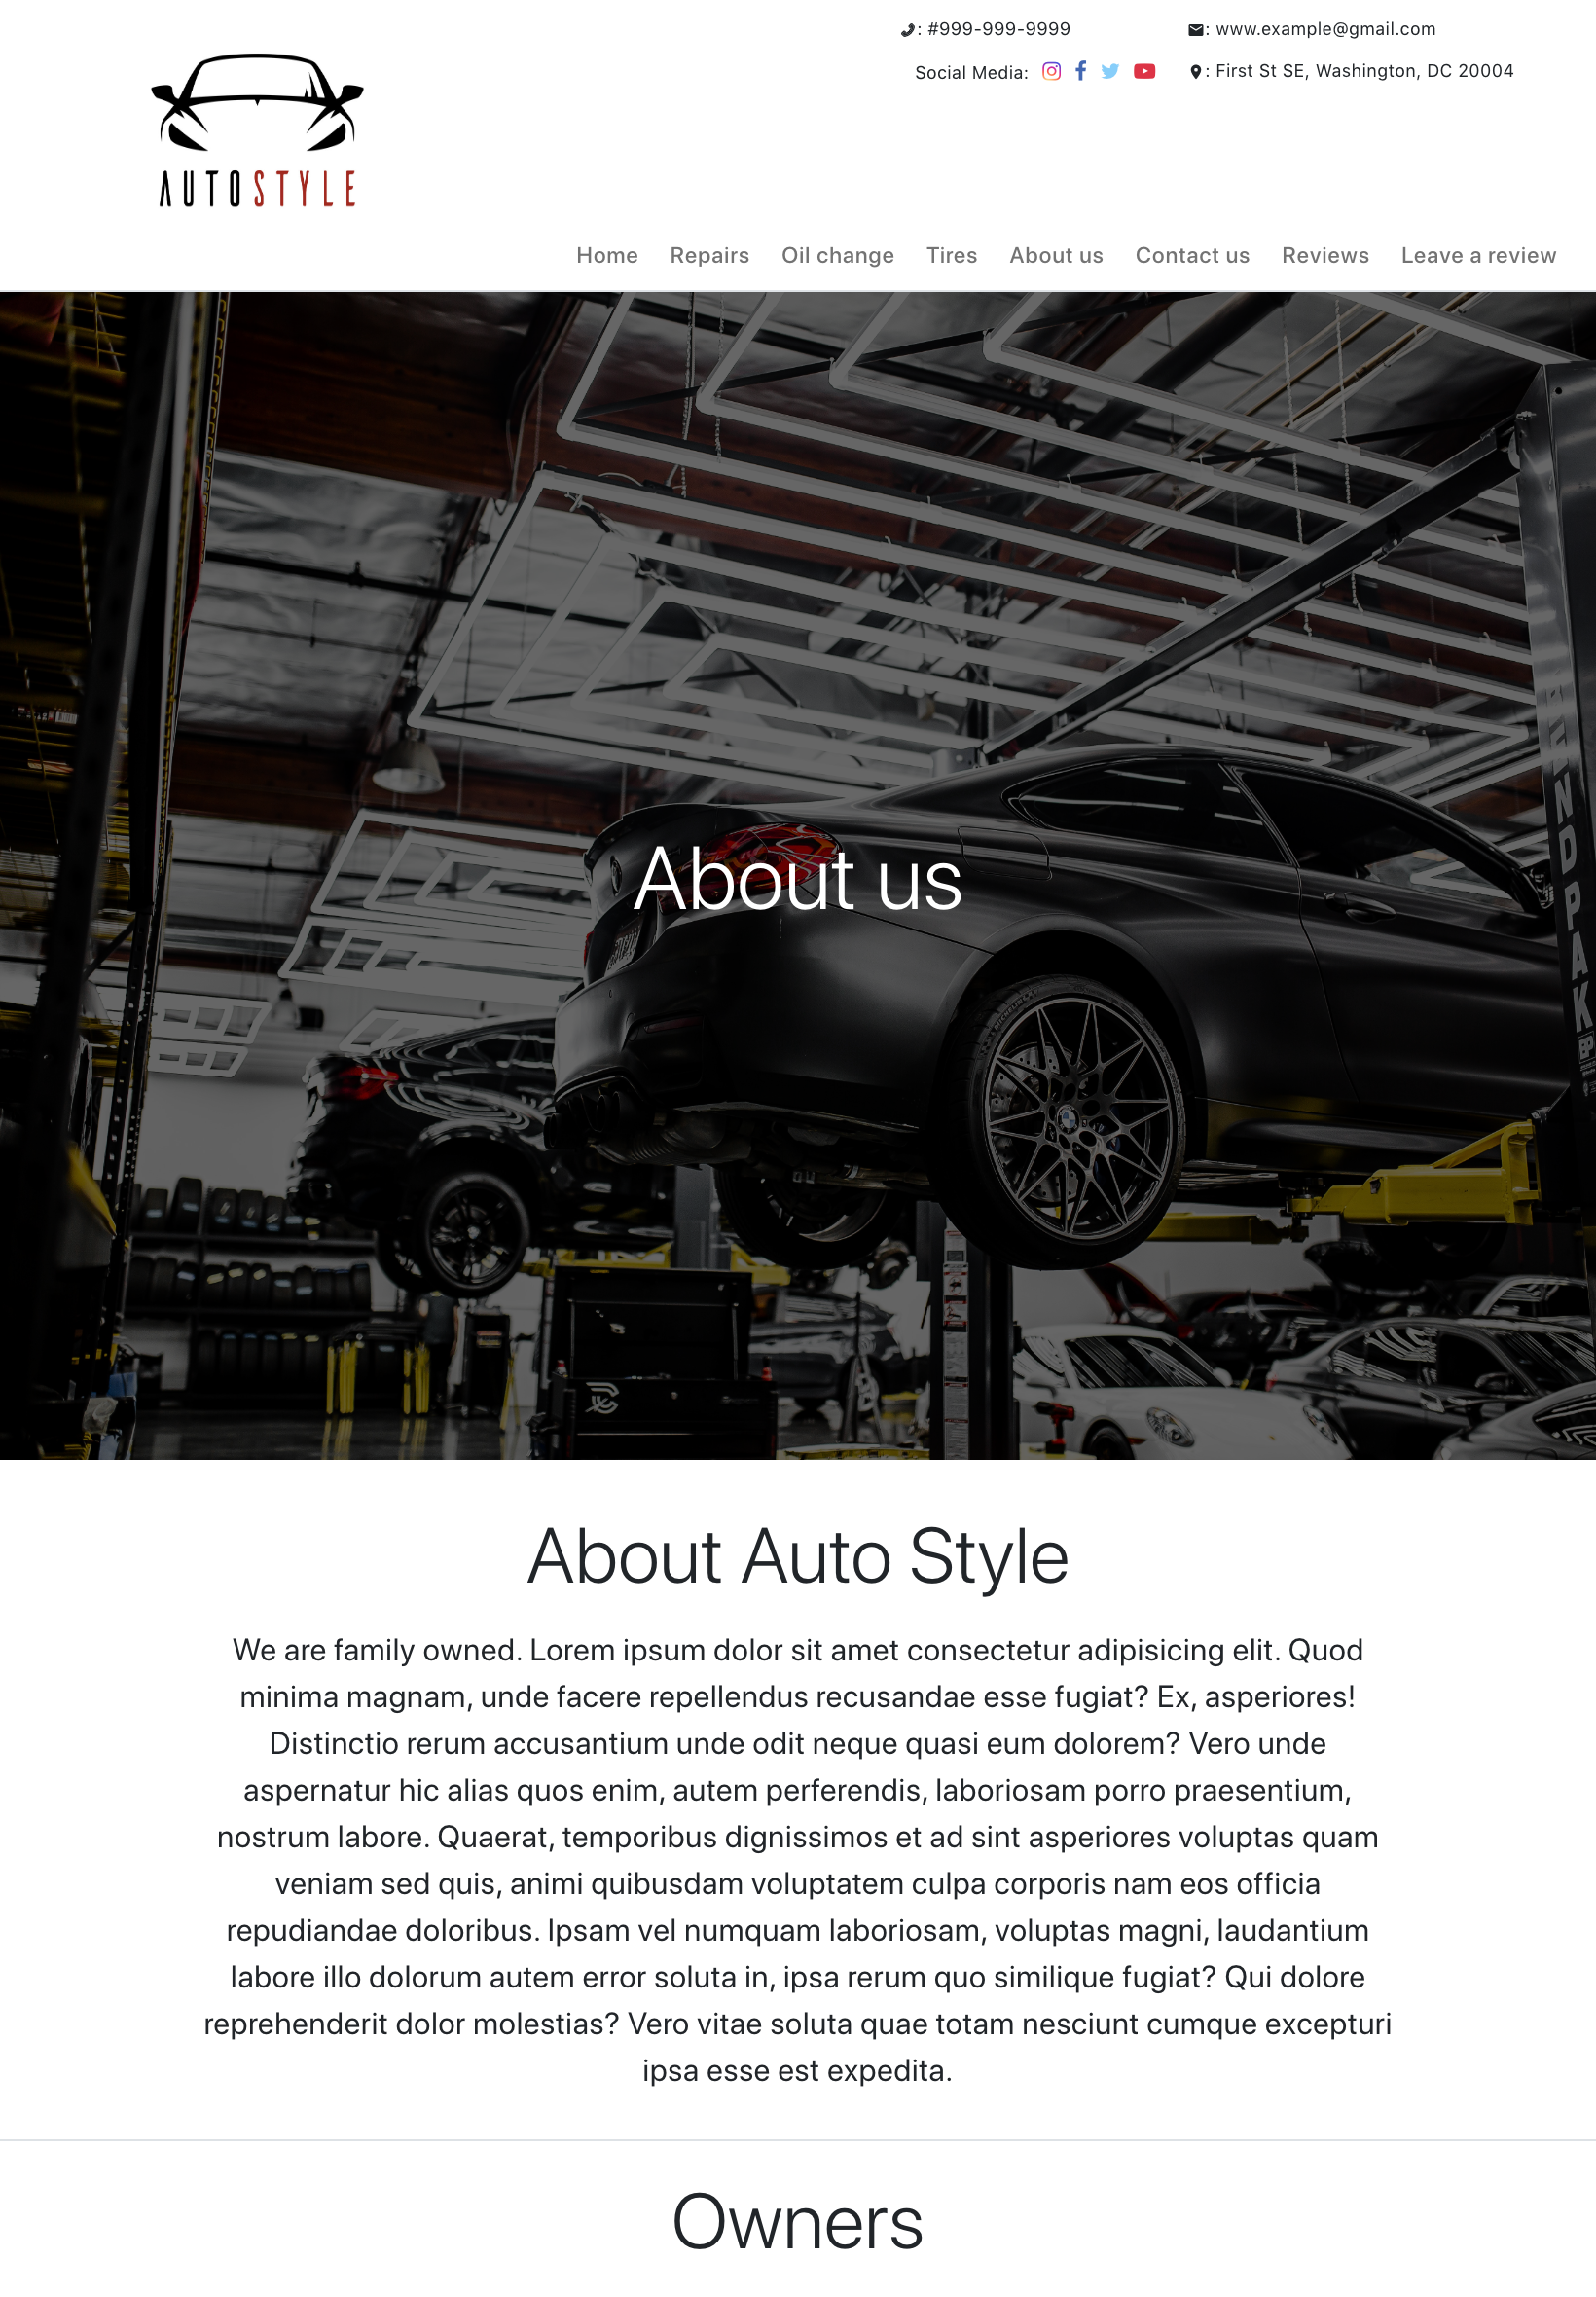 : #999-999-9999
: www.example@gmail.com
Social Media:
: First St SE, Washington, DC 20004
AUTOSTYLE
Home Repairs Oil change Tires About us Contact us Reviews Leave a review
ENDPAK
About us
About Auto Style
We are family owned. Lorem ipsum dolor sit amet consectetur adipisicing elit. Quod
minima magnam, unde facere repellendus recusandae esse fugiat? Ex, asperiores!
Distinctio rerum accusantium unde odit neque quasi eum dolorem? Vero unde
aspernatur hic alias quos enim, autem perferendis, laboriosam porro praesentium,
nostrum labore. Quaerat, temporibus dignissimos et ad sint asperiores voluptas quam
veniam sed quis, animi quibusdam voluptatem culpa corporis nam eos officia
repudiandae doloribus. Ipsam vel numquam laboriosam, voluptas magni, laudantium
labore illo dolorum autem error soluta in, ipsa rerum quo similique fugiat? Qui dolore
reprehenderit dolor molestias? Vero vitae soluta quae totam nesciunt cumque excepturi
ipsa esse est expedita.
Owners